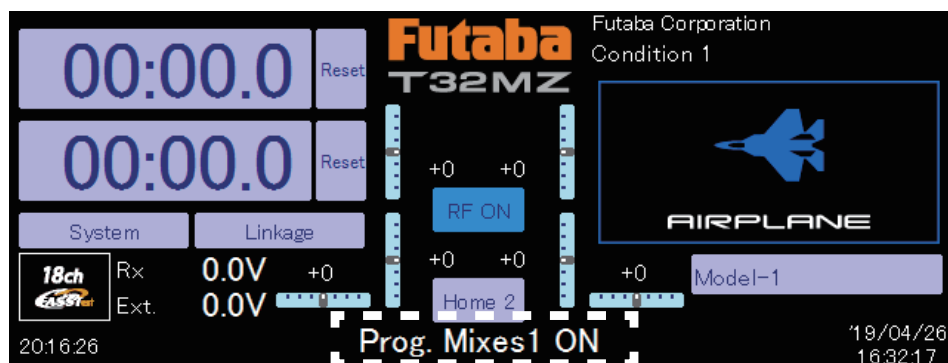 00:00.0 Reset
00:00.0 Reset
System Linkage
18ch
FASSTest
Rx 0.0V
Ext. 0.0V
+0
20:16:26
Futaba
T32MZ
+0 +0
RF ON
+0 +0
Home 2
Prog. Mixes1 ON
Futaba Corporation
Condition 1
AIRPLANE
+0
Model-1
'19/04/26
16:32:17